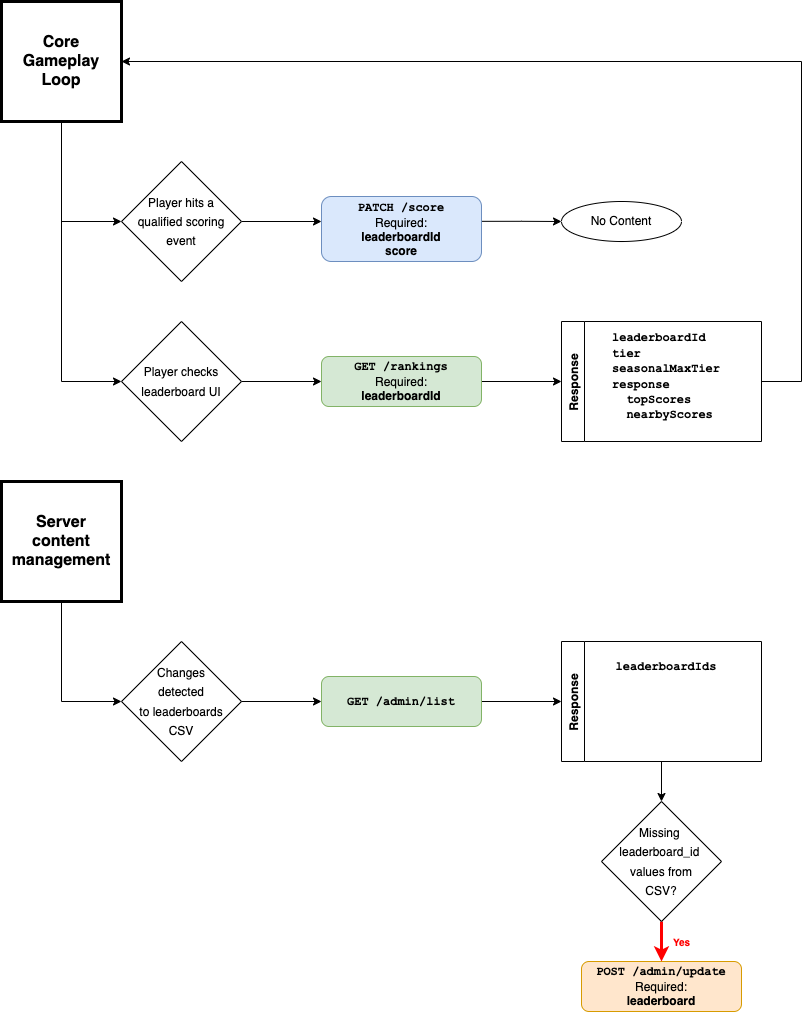 Core
Gameplay
Loop
Player hits a
qualified scoring
event
PATCH /score
Required:
leaderboardId
score
No Content
Player checks
leaderboard UI
GET /rankings
Required:
leaderboardId
Response
leaderboardId
tier
seasonalMaxTier
response
topScores
nearbyScores
Server
content
management
Changes
detected
to leaderboards
CSV
GET /admin/list
Response
leaderboardIds
Missing
leaderboard_id
values from
CSV?
Yes
POST /admin/update
Required:
leaderboard